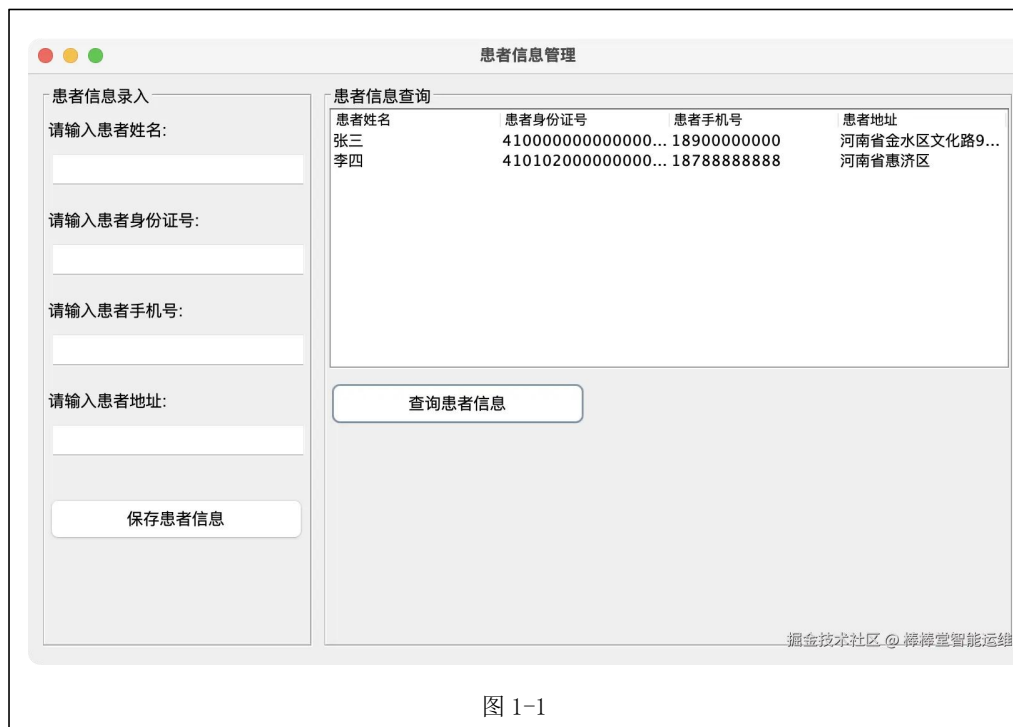 患者信息管理
患者信息录入
请输入患者姓名:
请输入患者身份证号:
请输入患者手机号:
请输入患者地址:
保存患者信息
患者信息查询
患者姓名 患者身份证号 患者手机号 患者地址
张三 410000000000000... 18900000000 河南省金水区文化路9...
李四 410102000000000... 18788888888 河南省惠济区
查询患者信息
掘金技术社区 @ 棒棒堂智能运维
图 1-1